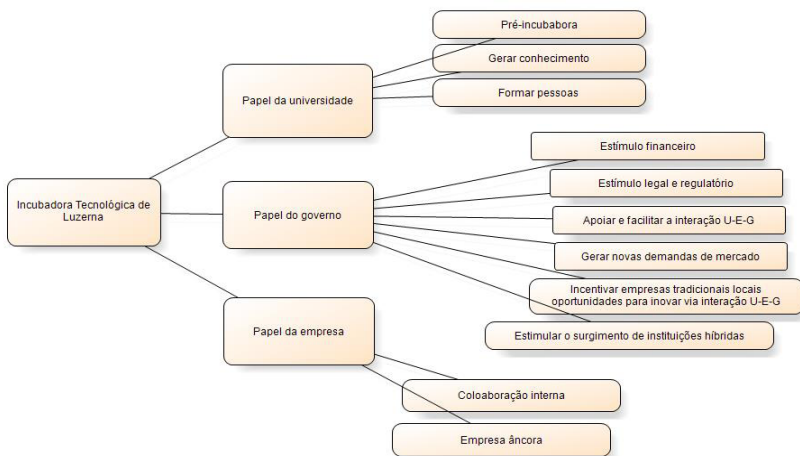 Pré-incubabora
Gerar conhecimento
Formar pessoas
Papel da universidade
Estímulo financeiro
Estímulo legal e regulatório
Apoiar e facilitar a interação U-E-G
Gerar novas demandas de mercado
Incentivar empresas tradicionais locais
oportunidades para inovar via interação U-E-G
Estimular o surgimento de instituições híbridas
Incubadora Tecnológica de
Luzerna
Papel do governo
Papel da empresa
Coloaboração interna
Empresa âncora